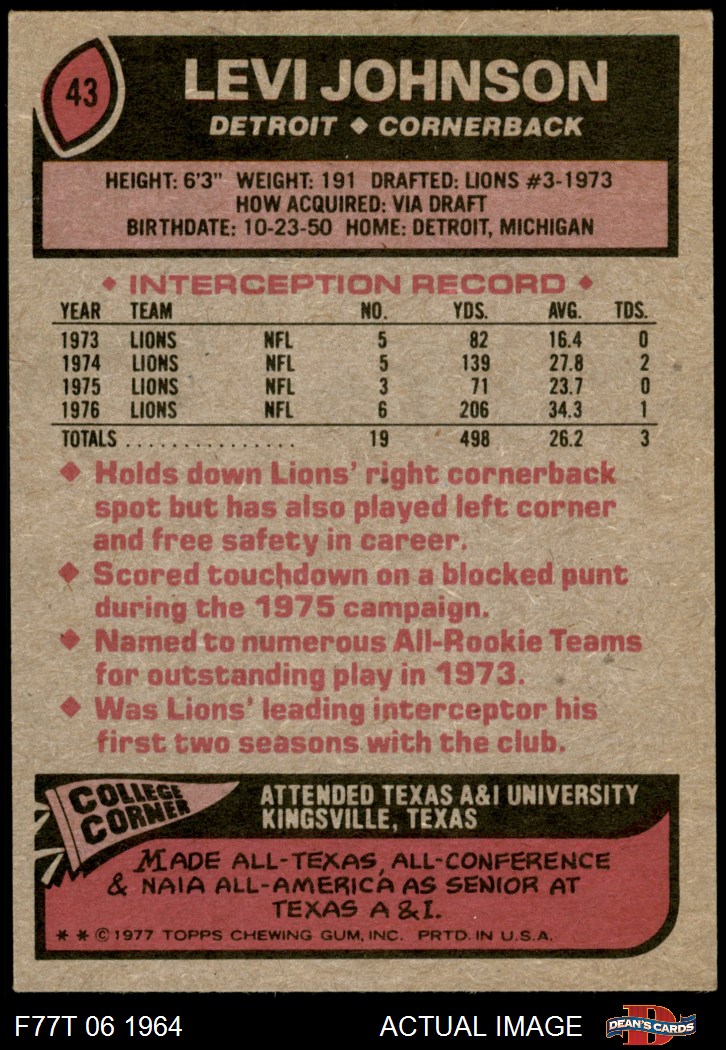 43
LEVI JOHNSON
DETROIT ◆ CORNERBACK
HEIGHT: 6'3" WEIGHT: 191 DRAFTED: LIONS #3-1973
HOW ACQUIRED: VIA DRAFT
BIRTHDATE: 10-23-50 HOME: DETROIT, MICHIGAN
◆ INTERCEPTION RECORD ◆
YEAR TEAM NO. YDS. AVG. TDS.
1973 LIONS NFL 5 82 16.4 0
1974 LIONS NFL 5 139 27.8 2
1975 LIONS NFL 3 71 23.7 0
1976 LIONS NFL 6 206 34.3 1
TOTALS . . . . . . . . . . . . . . . 19 498 26.2 3
◆ Holds down Lions' right cornerback
spot but has also played left corner
and free safety in career.
◆ Scored touchdown on a blocked punt
during the 1975 campaign.
◆ Named to numerous All-Rookie Teams
for outstanding play in 1973.
◆ Was Lions' leading interceptor his
first two seasons with the club.
COLLEGE
CORNER
ATTENDED TEXAS A&I UNIVERSITY
KINGSVILLE, TEXAS
MADE ALL-TEXAS, ALL-CONFERENCE
& NAIA ALL-AMERICA AS SENIOR AT
TEXAS A & I.
* * © 1977 TOPPS CHEWING GUM, INC. PRTD. IN U.S.A.
F77T 06 1964 ACTUAL IMAGE D DEAN'S CARDS